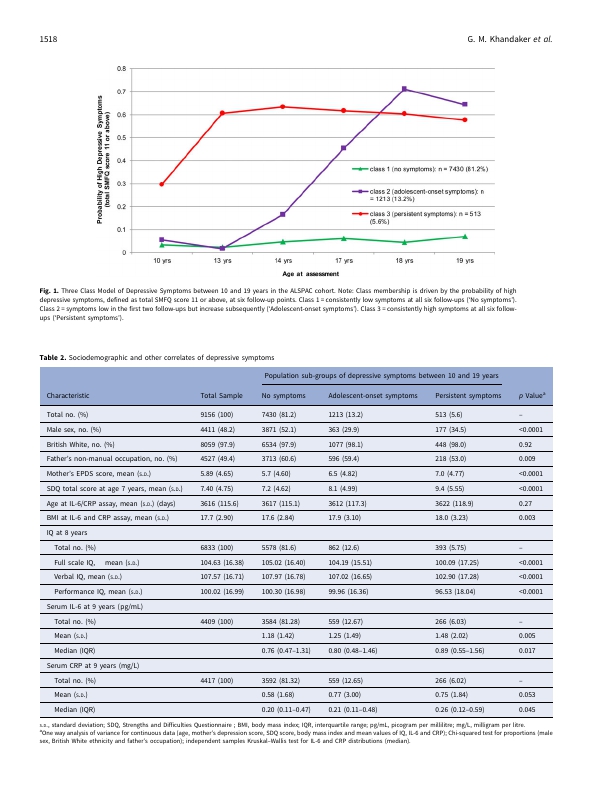 1518
G. M. Khandaker et al.
0.8
0.7
0.6
0.5
0.4
0.3
0.2
0.1
0
Probability of High Depressive Symptoms
(total SMFQ score 11 or above)
class 1 (no symptoms): n = 7430 (81.2%)
class 2 (adolescent-onset symptoms): n
= 1213 (13.2%)
class 3 (persistent symptoms): n = 513
(5.6%)
10 yrs 13 yr 14 yrs 17 yrs 18 yrs 19 yrs
Age at assessment
Fig. 1. Three Class Model of Depressive Symptoms between 10 and 19 years in the ALSPAC cohort. Note: Class membership is driven by the probability of high
depressive symptoms, defined as total SMFQ score 11 or above, at six follow-up points. Class 1 = consistently low symptoms at all six follow-ups ('No symptoms').
Class 2 = symptoms low in the first two follow-ups but increase subsequently ('Adolescent-onset symptoms'). Class 3 = consistently high symptoms at all six follow-
ups ('Persistent symptoms').
Table 2. Sociodemographic and other correlates of depressive symptoms
Population sub-groups of depressive symptoms between 10 and 19 years
Characteristic Total Sample No symptoms Adolescent-onset symptoms Persistent symptoms p Valueª
Total no. (%) 9156 (100) 7430 (81.2) 1213 (13.2) 513 (5.6) –
Male sex, no. (%) 4411 (48.2) 3871 (52.1) 363 (29.9) 177 (34.5) <0.0001
British White, no. (%) 8059 (97.9) 6534 (97.9) 1077 (98.1) 448 (98.0) 0.92
Father's non-manual occupation, no. (%) 4527 (49.4) 3713 (60.6) 596 (59.4) 218 (53.0) 0.009
Mother's EPDS score, mean (S.D.) 5.89 (4.65) 5.7 (4.60) 6.5 (4.82) 7.0 (4.77) <0.0001
SDQ total score at age 7 years, mean (S.D.) 7.40 (4.75) 7.2 (4.62) 8.1 (4.99) 9.4 (5.55) <0.0001
Age at IL-6/CRP assay, mean (S.D.) (days) 3616 (115.6) 3617 (115.1) 3612 (117.3) 3622 (118.9) 0.27
BMI at IL-6 and CRP assay, mean (S.D.) 17.7 (2.90) 17.6 (2.84) 17.9 (3.10) 18.0 (3.23) 0.003
IQ at 8 years
Total no. (%) 6833 (100) 5578 (81.6) 862 (12.6) 393 (5.75) –
Full scale IQ, mean (S.D.) 104.63 (16.38) 105.02 (16.40) 104.19 (15.51) 100.09 (17.25) <0.0001
Verbal IQ, mean (S.D.) 107.57 (16.71) 107.97 (16.78) 107.02 (16.65) 102.90 (17.28) <0.0001
Performance IQ, mean (S.D.) 100.02 (16.99) 100.30 (16.98) 99.96 (16.36) 96.53 (18.04) <0.0001
Serum IL-6 at 9 years (pg/mL)
Total no. (%) 4409 (100) 3584 (81.28) 559 (12.67) 266 (6.03) –
Mean (S.D.) 1.18 (1.42) 1.25 (1.49) 1.48 (2.02) 0.005
Median (IQR) 0.76 (0.47–1.31) 0.80 (0.48–1.46) 0.89 (0.55–1.56) 0.017
Serum CRP at 9 years (mg/L)
Total no. (%) 4417 (100) 3592 (81.32) 559 (12.65) 266 (6.02) –
Mean (S.D.) 0.58 (1.68) 0.77 (3.00) 0.75 (1.84) 0.053
Median (IQR) 0.20 (0.11–0.47) 0.21 (0.11–0.48) 0.26 (0.12–0.59) 0.045
S.D., standard deviation; SDQ, Strengths and Difficulties Questionnaire ; BMI, body mass index; IQR, interquartile range; pg/mL, picogram per millilitre; mg/L, milligram per litre.
ªOne way analysis of variance for continuous data (age, mother's depression score, SDQ score, body mass index and mean values of IQ, IL-6 and CRP); Chi-squared test for proportions (male
sex, British White ethnicity and father's occupation); independent samples Kruskal–Wallis test for IL-6 and CRP distributions (median).